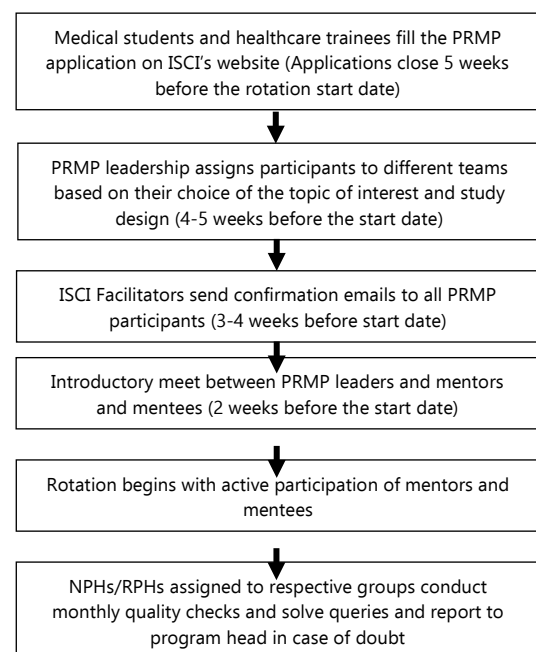 Medical students and healthcare trainees fill the PRMP
application on ISCI's website (Applications close 5 weeks
before the rotation start date)
PRMP leadership assigns participants to different teams
based on their choice of the topic of interest and study
design (4-5 weeks before the start date)
ISCI Facilitators send confirmation emails to all PRMP
participants (3-4 weeks before start date)
Introductory meet between PRMP leaders and mentors
and mentees (2 weeks before the start date)
Rotation begins with active participation of mentors and
mentees
NPHs/RPHs assigned to respective groups conduct
monthly quality checks and solve queries and report to
program head in case of doubt